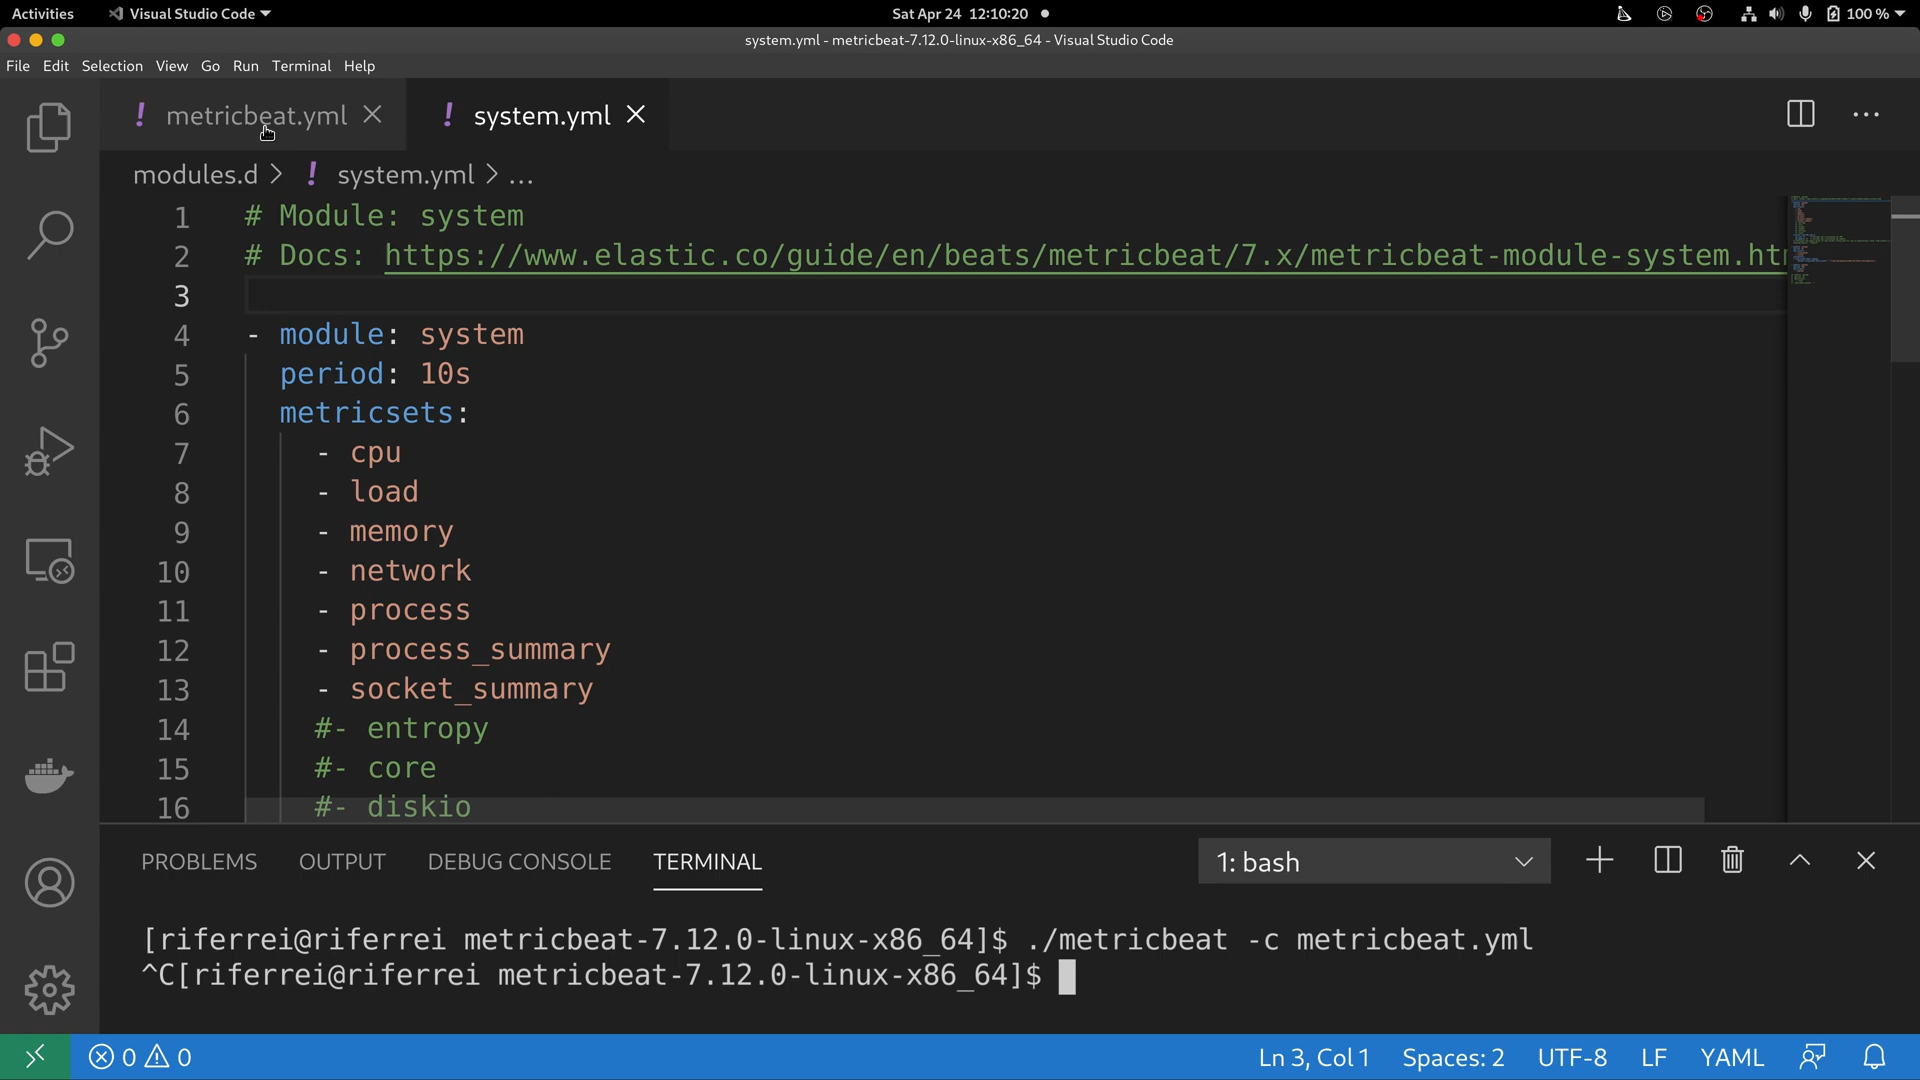 Activities Visual Studio Code Sat Apr 24 12:10:20 100 %
system.yml - metricbeat-7.12.0-linux-x86_64 - Visual Studio Code
File Edit Selection View Go Run Terminal Help
! metricbeat.yml ! system.yml
modules.d > ! system.yml > ...
1 # Module: system
2 # Docs: https://www.elastic.co/guide/en/beats/metricbeat/7.x/metricbeat-module-system.htm
3
4 - module: system
5 period: 10s
6 metricsets:
7 - cpu
8 - load
9 - memory
10 - network
11 - process
12 - process_summary
13 - socket_summary
14 #- entropy
15 #- core
16 #- diskio
PROBLEMS OUTPUT DEBUG CONSOLE TERMINAL 1: bash
[riferrei@riferrei metricbeat-7.12.0-linux-x86_64]$ ./metricbeat -c metricbeat.yml
^C[riferrei@riferrei metricbeat-7.12.0-linux-x86_64]$
0 0 Ln 3, Col 1 Spaces: 2 UTF-8 LF YAML